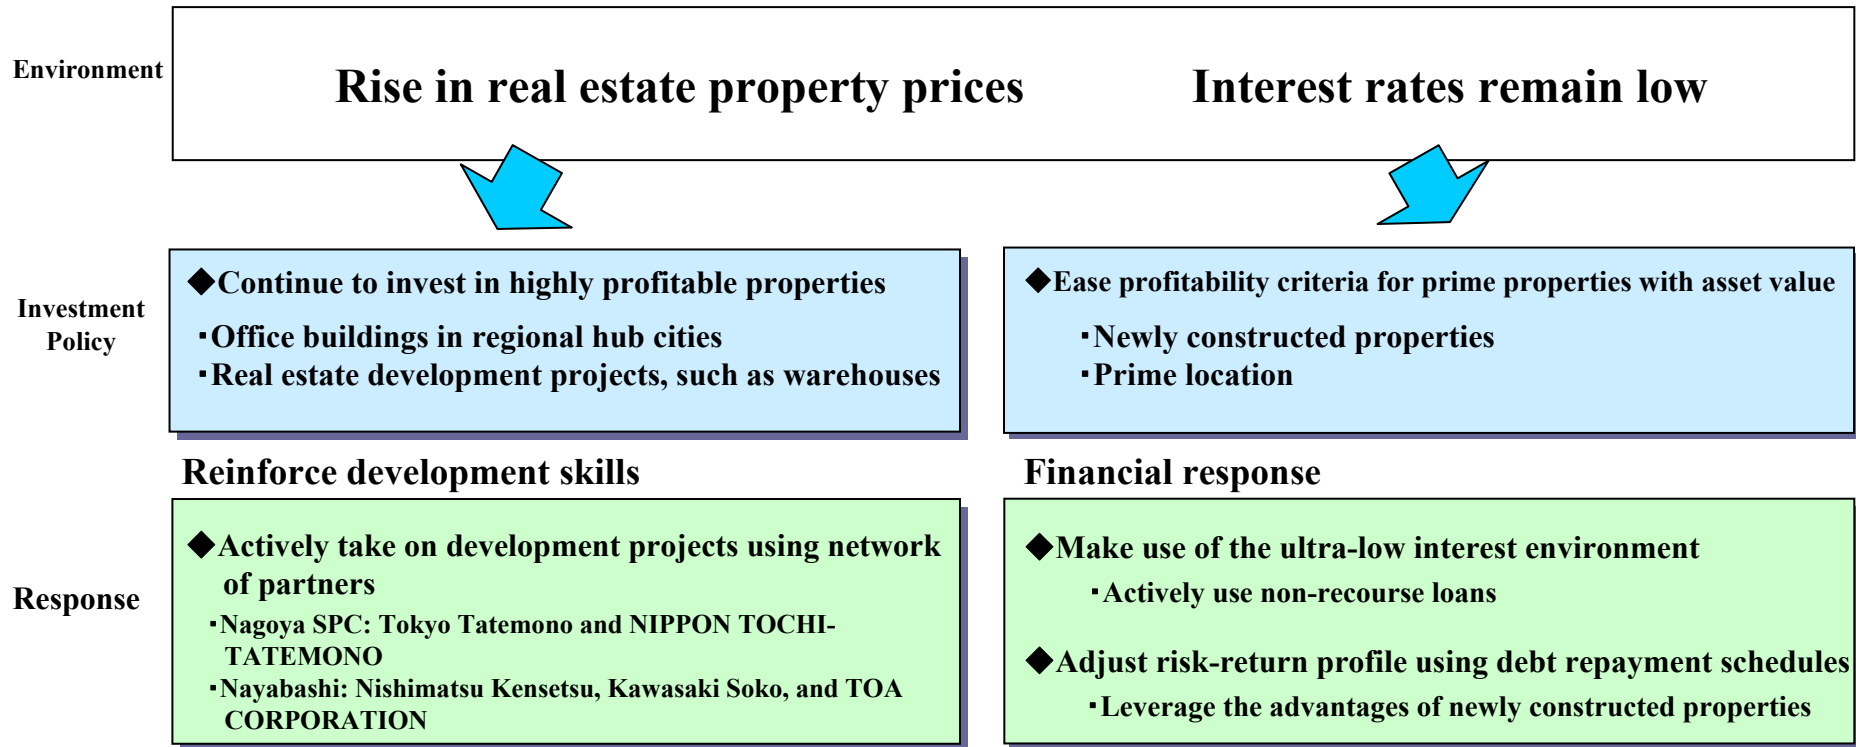 Environment
Rise in real estate property prices
Interest rates remain low
Investment
Policy
◆Continue to invest in highly profitable properties
・Office buildings in regional hub cities
・Real estate development projects, such as warehouses
◆Ease profitability criteria for prime properties with asset value
・Newly constructed properties
・Prime location
Reinforce development skills
Financial response
Response
◆Actively take on development projects using network
of partners
・Nagoya SPC: Tokyo Tatemono and NIPPON TOCHI-
TATEMONO
・Nayabashi: Nishimatsu Kensetsu, Kawasaki Soko, and TOA
CORPORATION
◆Make use of the ultra-low interest environment
・Actively use non-recourse loans
◆Adjust risk-return profile using debt repayment schedules
・Leverage the advantages of newly constructed properties